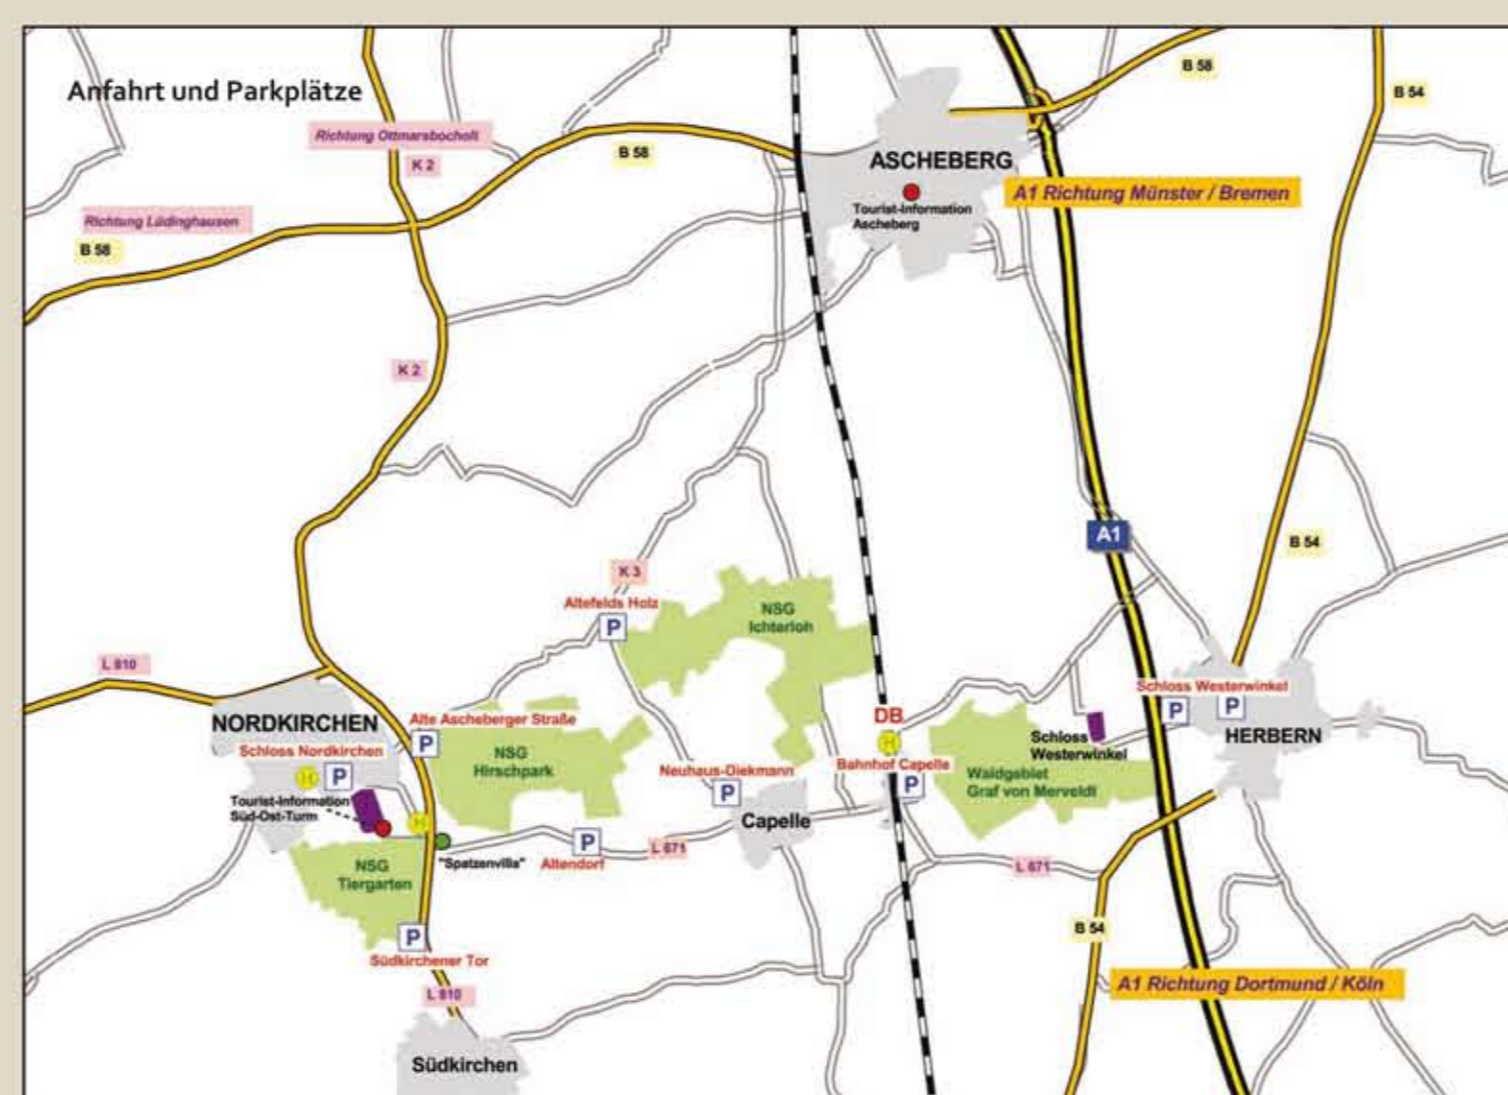 Anfahrt und Parkplätze
B 58
B 54
Richtung Ottmarsbocholt
K 2
B 58
ASCHEBERG
Tourist-Information
Ascheberg
A1 Richtung Münster / Bremen
Richtung Lüdinghausen
B 58
K 2
A1
B 54
K 3
Altefelds Holz
P
NSG
Ichterloh
L 810
NORDKIRCHEN
Schloss Nordkirchen
H
P
Tourist-Information
Süd-Ost-Turm
Alte Ascheberger Straße
P
NSG
Hirschpark
H
"Spatzenvilla"
NSG
Tiergarten
P
Südkirchener Tor
L 810
Südkirchen
P
Altendorf
L 671
Neuhaus-Diekmann
P
Capelle
DB
H
Bahnhof Capelle
P
Waldgebiet
Graf von Merveldt
Schloss
Westerwinkel
Schloss Westerwinkel
P
P
HERBERN
L 671
B 54
A1 Richtung Dortmund / Köln